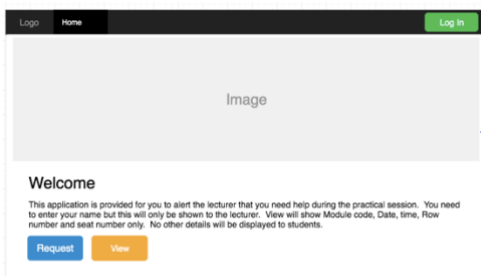 Logo Home Log In
Image
Welcome
This application is provided for you to alert the lecturer that you need help during the practical session. You need
to enter your name but this will only be shown to the lecturer. View will show Module code, Date, time, Row
number and seat number only. No other details will be displayed to students.
Request View